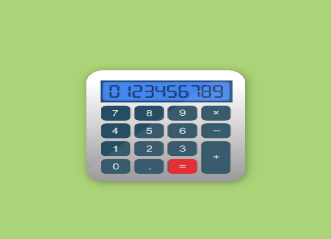 0123456789
7 8 9 ×
4 5 6 −
1 2 3 +
0 . =